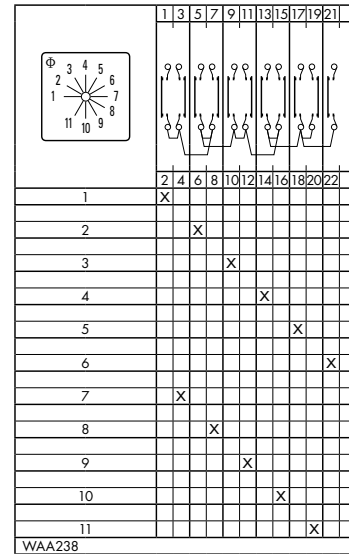 1 3 5 7 9 11 13 15 17 19 21
Φ
1 2 3 4 5 6 7 8 9 10 11
2 4 6 8 10 12 14 16 18 20 22
1 X
2 X
3 X
4 X
5 X
6 X
7 X
8 X
9 X
10 X
11 X
WAA238